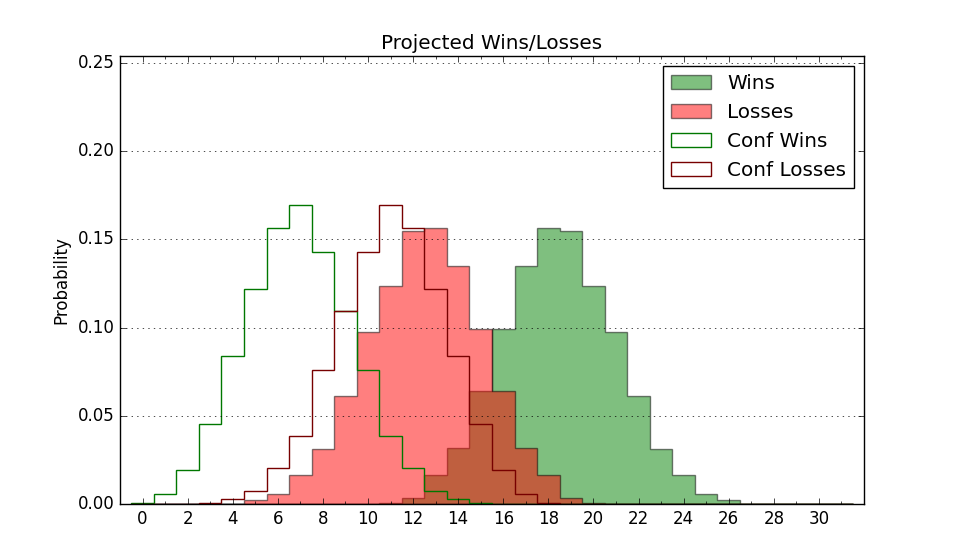 Projected Wins/Losses
0.25
0.20
0.15
0.10
0.05
0.00
Probability
Wins
Losses
Conf Wins
Conf Losses
0 2 4 6 8 10 12 14 16 18 20 22 24 26 28 30